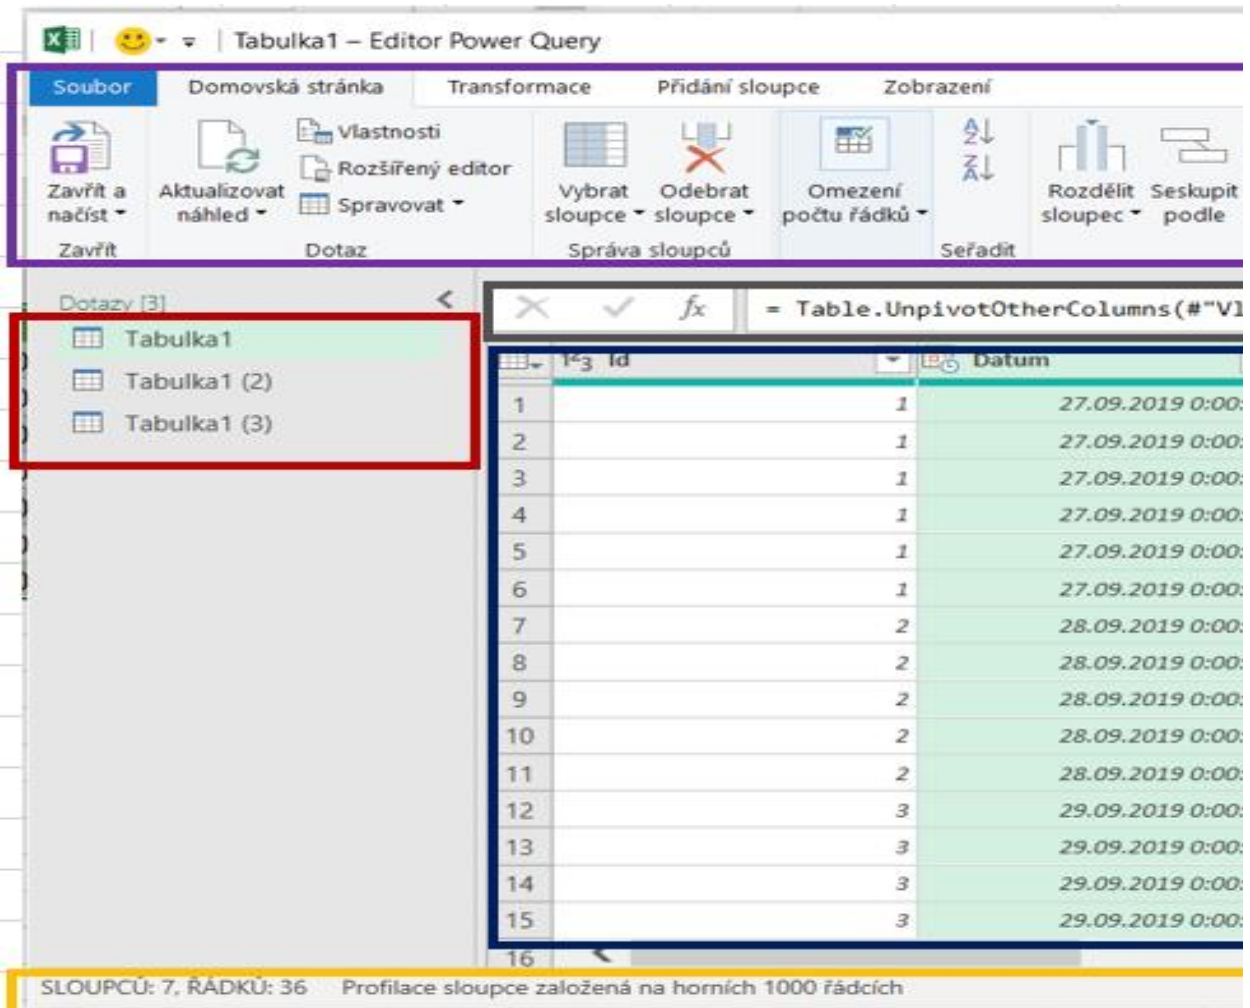 Tabulka1 – Editor Power Query
Soubor Domovská stránka Transformace Přidání sloupce Zobrazení
Zavřít a načíst
Zavřít
Aktualizovat náhled
Vlastnosti
Rozšířený editor
Spravovat
Dotaz
Vybrat sloupce
Odebrat sloupce
Správa sloupců
Omezení počtu řádků
Seřadit
Rozdělit sloupec
Seskupit podle
Dotazy [3]
Tabulka1
Tabulka1 (2)
Tabulka1 (3)
fx = Table.UnpivotOtherColumns(#"Vl
123 Id Datum
1 1 27.09.2019 0:00:
2 1 27.09.2019 0:00:
3 1 27.09.2019 0:00:
4 1 27.09.2019 0:00:
5 1 27.09.2019 0:00:
6 1 27.09.2019 0:00:
7 2 28.09.2019 0:00:
8 2 28.09.2019 0:00:
9 2 28.09.2019 0:00:
10 2 28.09.2019 0:00:
11 2 28.09.2019 0:00:
12 3 29.09.2019 0:00:
13 3 29.09.2019 0:00:
14 3 29.09.2019 0:00:
15 3 29.09.2019 0:00:
16
SLOUPCŮ: 7, ŘÁDKŮ: 36 Profilace sloupce založená na horních 1000 řádcích